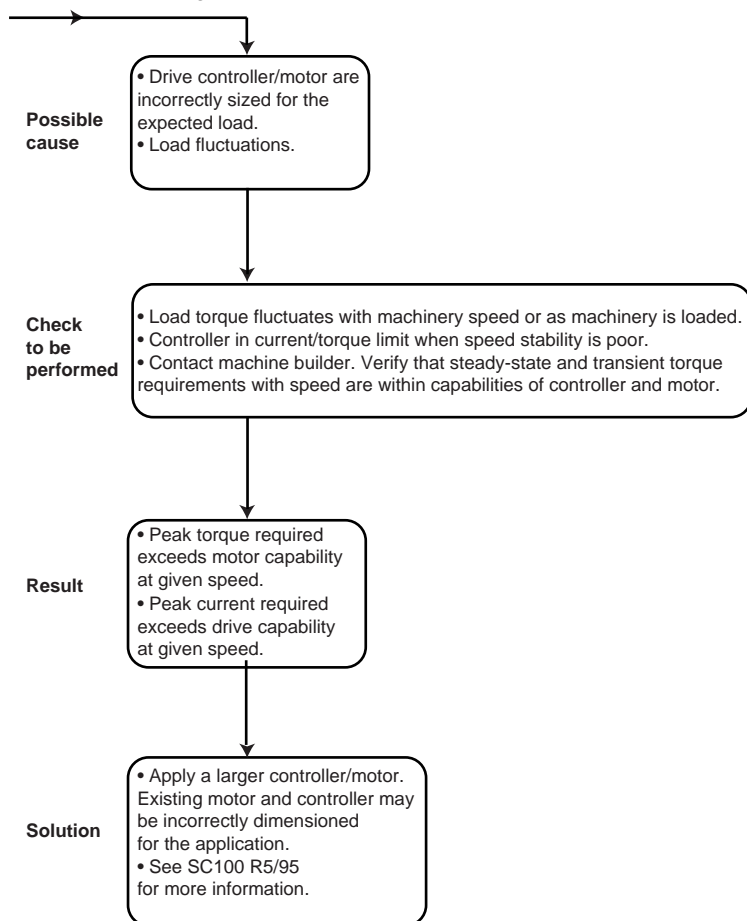 Possible
cause
• Drive controller/motor are
incorrectly sized for the
expected load.
• Load fluctuations.
Check
to be
performed
• Load torque fluctuates with machinery speed or as machinery is loaded.
• Controller in current/torque limit when speed stability is poor.
• Contact machine builder. Verify that steady-state and transient torque
requirements with speed are within capabilities of controller and motor.
Result
• Peak torque required
exceeds motor capability
at given speed.
• Peak current required
exceeds drive capability
at given speed.
Solution
• Apply a larger controller/motor.
Existing motor and controller may
be incorrectly dimensioned
for the application.
• See SC100 R5/95
for more information.